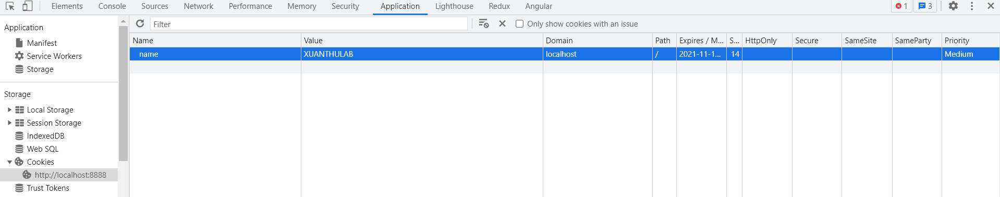 Elements Console Sources Network Performance Memory Security Application Lighthouse Redux Angular 1 3
Application
Manifest
Service Workers
Storage
Storage
Local Storage
Session Storage
IndexedDB
Web SQL
Cookies
http://localhost:8888
Trust Tokens
Filter Only show cookies with an issue
Name Value Domain Path Expires / M... S... HttpOnly Secure SameSite SameParty Priority
name XUANTHULAB localhost / 2021-11-1... 14 Medium